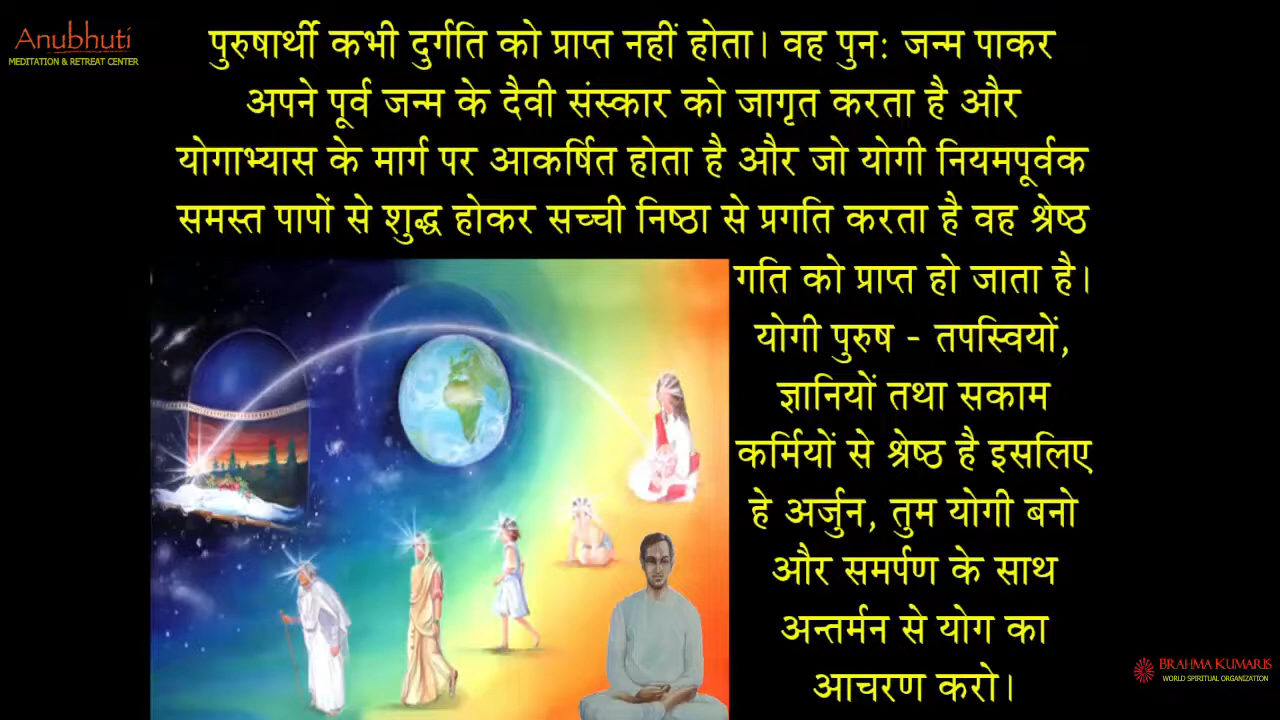 Anubhuti
MEDITATION & RETREAT CENTER
पुरुषार्थी कभी दुर्गति को प्राप्त नहीं होता। वह पुनः जन्म पाकर
अपने पूर्व जन्म के दैवी संस्कार को जागृत करता है और
योगाभ्यास के मार्ग पर आकर्षित होता है और जो योगी नियमपूर्वक
समस्त पापों से शुद्ध होकर सच्ची निष्ठा से प्रगति करता है वह श्रेष्ठ
गति को प्राप्त हो जाता है।
योगी पुरुष - तपस्वियों,
ज्ञानियों तथा सकाम
कर्मियों से श्रेष्ठ है इसलिए
हे अर्जुन, तुम योगी बनो
और समर्पण के साथ
अन्तर्मन से योग का
आचरण करो।
BRAHMA KUMARIS
WORLD SPIRITUAL ORGANIZATION